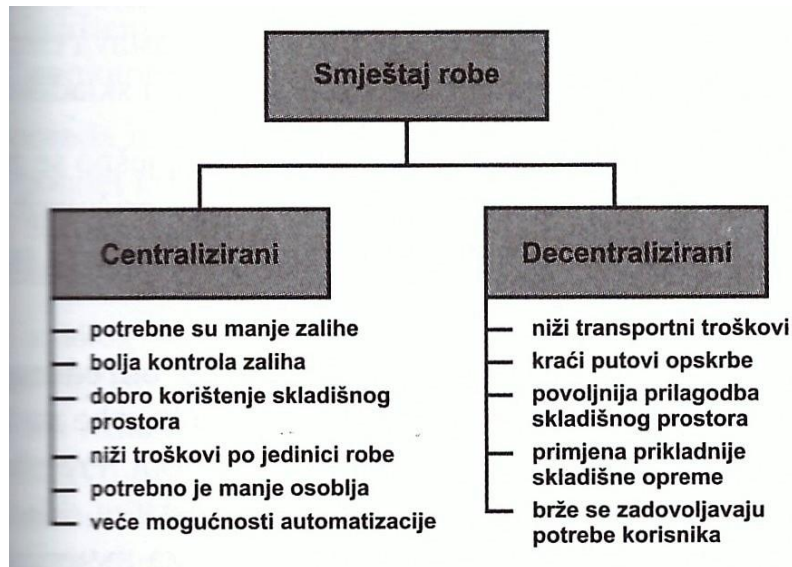 Smještaj robe
Centralizirani
potrebne su manje zalihe
bolja kontrola zaliha
dobro korištenje skladišnog
prostora
niži troškovi po jedinici robe
potrebno je manje osoblja
veće mogućnosti automatizacije
Decentralizirani
niži transportni troškovi
kraći putovi opskrbe
povoljnija prilagodba
skladišnog prostora
primjena prikladnije
skladišne opreme
brže se zadovoljavaju
potrebe korisnika